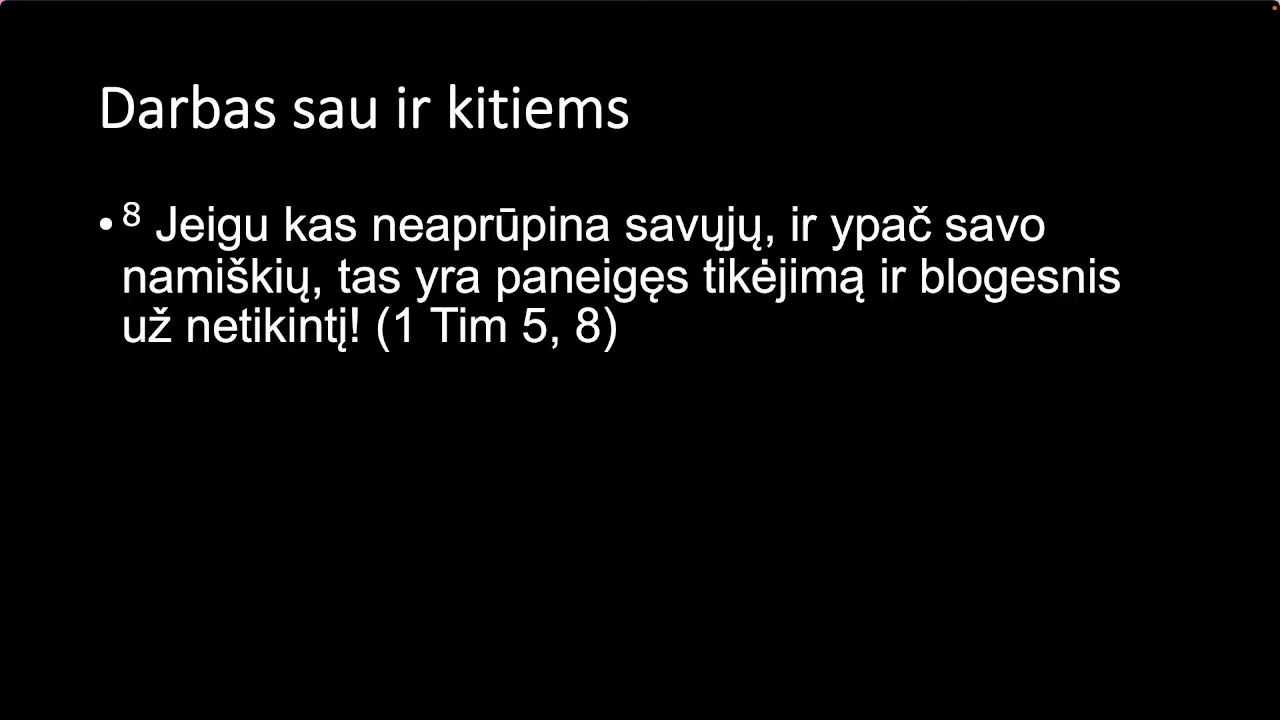 Darbas sau ir kitiems
• 8 Jeigu kas neaprūpina savųjų, ir ypač savo
namiškių, tas yra paneigęs tikėjimą ir blogesnis
už netikintį! (1 Tim 5, 8)